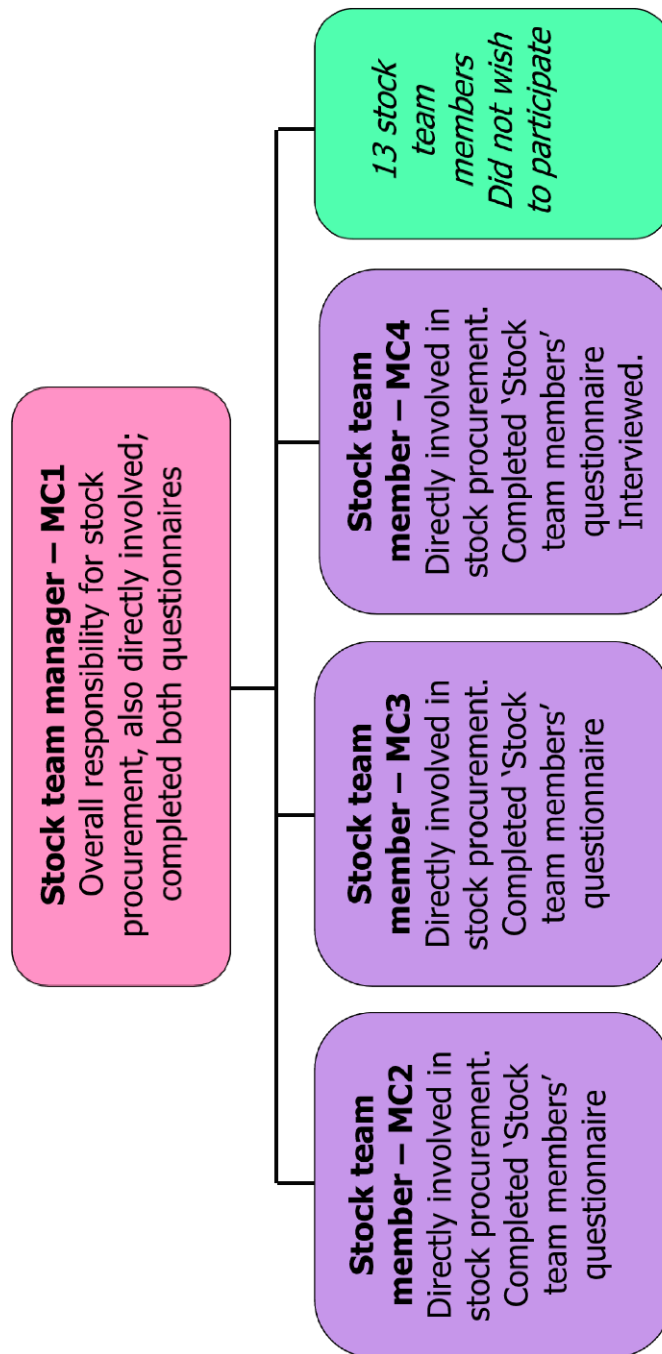 Stock team manager – MC1
Overall responsibility for stock
procurement, also directly involved;
completed both questionnaires
Stock team
member – MC2
Directly involved in
stock procurement.
Completed ‘Stock
team members’
questionnaire
Stock team
member – MC3
Directly involved in
stock procurement.
Completed ‘Stock
team members’
questionnaire
Stock team
member – MC4
Directly involved in
stock procurement.
Completed ‘Stock
team members’
questionnaire
Interviewed.
13 stock
team
members
Did not wish
to participate